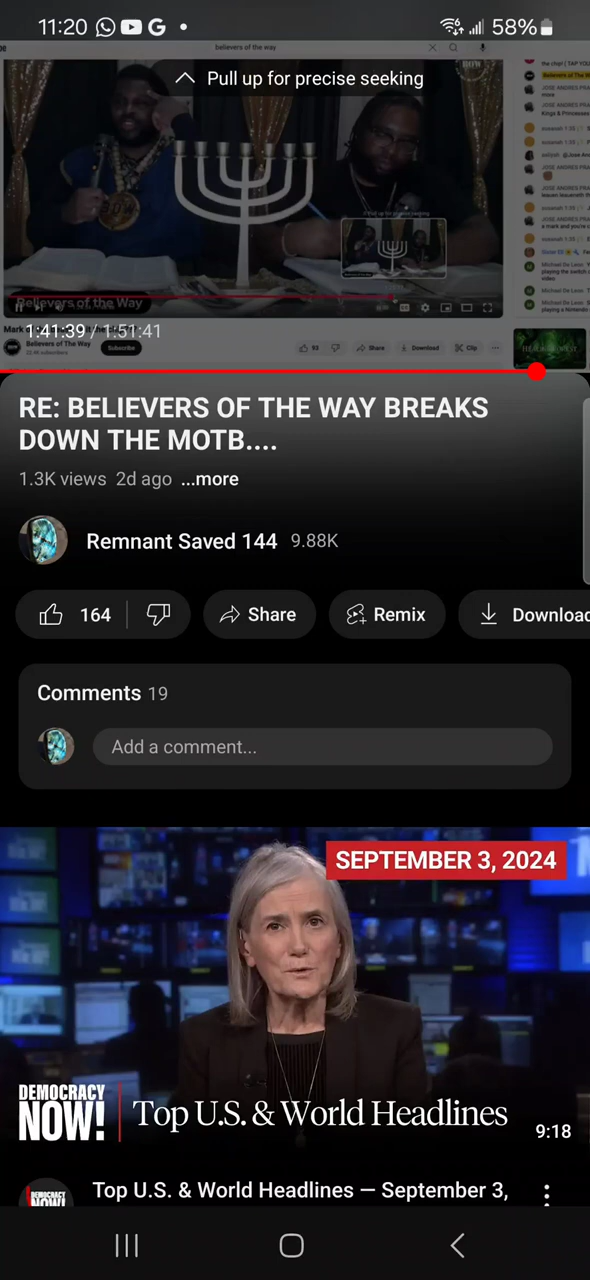 11:20
58%
believers of the way
Pull up for precise seeking
Believers of the Way
1:41:39 / 1:51:41
Believers of The Way
Subscribe
93
Share
Download
Clip
RE: BELIEVERS OF THE WAY BREAKS
DOWN THE MOTB....
1.3K views 2d ago ...more
Remnant Saved 144 9.88K
164
Share
Remix
Download
Comments 19
Add a comment...
SEPTEMBER 3, 2024
DEMOCRACY
NOW!
Top U.S. & World Headlines
9:18
DEMOCRACY
NOW!
Top U.S. & World Headlines — September 3,